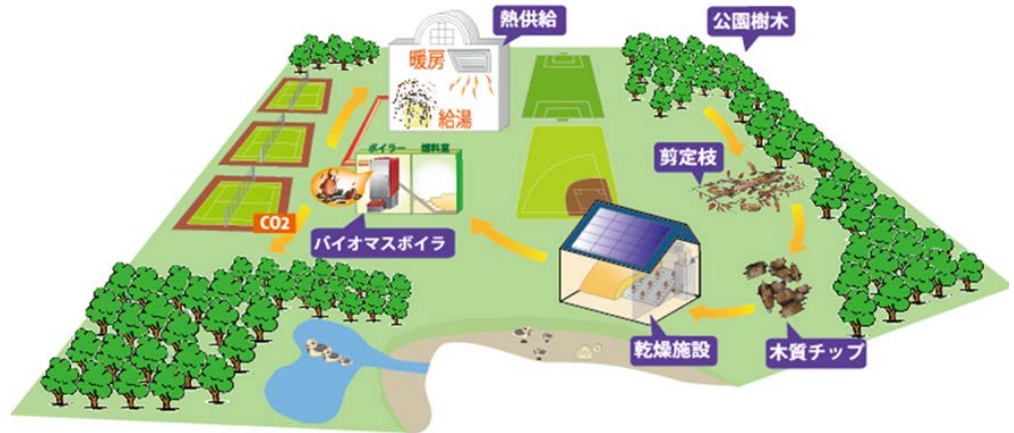 熱供給
公園樹木
暖房
給湯
ボイラー
燃料室
剪定枝
CO2
バイオマスボイラ
乾燥施設
木質チップ